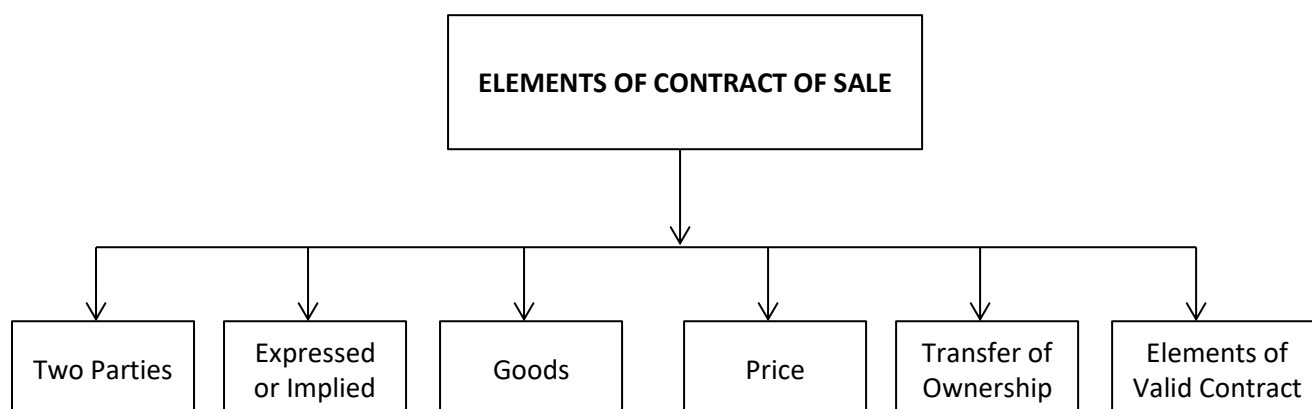 ELEMENTS OF CONTRACT OF SALE
Two Parties
Expressed
or Implied
Goods
Price
Transfer of
Ownership
Elements of
Valid Contract